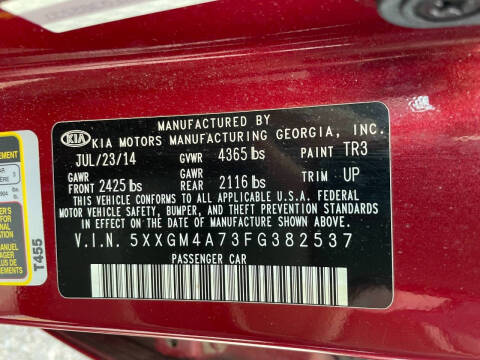 MANUFACTURED BY
KIA KIA MOTORS MANUFACTURING GEORGIA, INC.
JUL/23/14 GVWR 4365 lbs PAINT TR3
GAWR FRONT 2425 lbs GAWR REAR 2116 lbs TRIM UP
THIS VEHICLE CONFORMS TO ALL APPLICABLE U.S.A. FEDERAL
MOTOR VEHICLE SAFETY, BUMPER, AND THEFT PREVENTION STANDARDS
IN EFFECT ON THE DATE OF MANUFACTURE SHOWN ABOVE.
V.I.N. 5XXGM4A73FG382537
PASSENGER CAR
T455